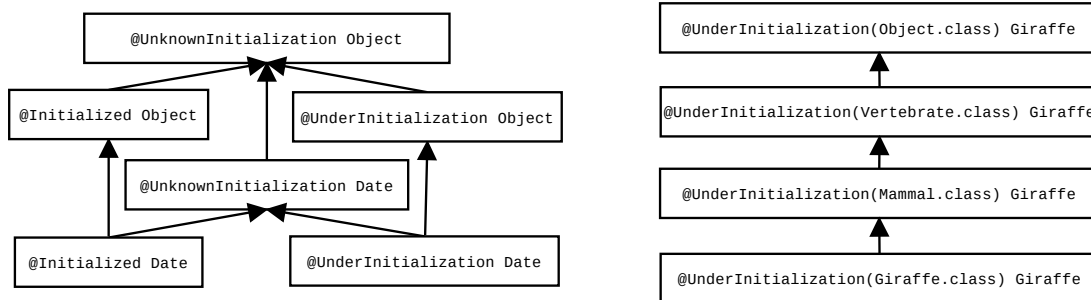 @UnknownInitialization Object
@Initialized Object
@UnderInitialization Object
@UnknownInitialization Date
@Initialized Date
@UnderInitialization Date
@UnderInitialization(Object.class) Giraffe
@UnderInitialization(Vertebrate.class) Giraffe
@UnderInitialization(Mammal.class) Giraffe
@UnderInitialization(Giraffe.class) Giraffe